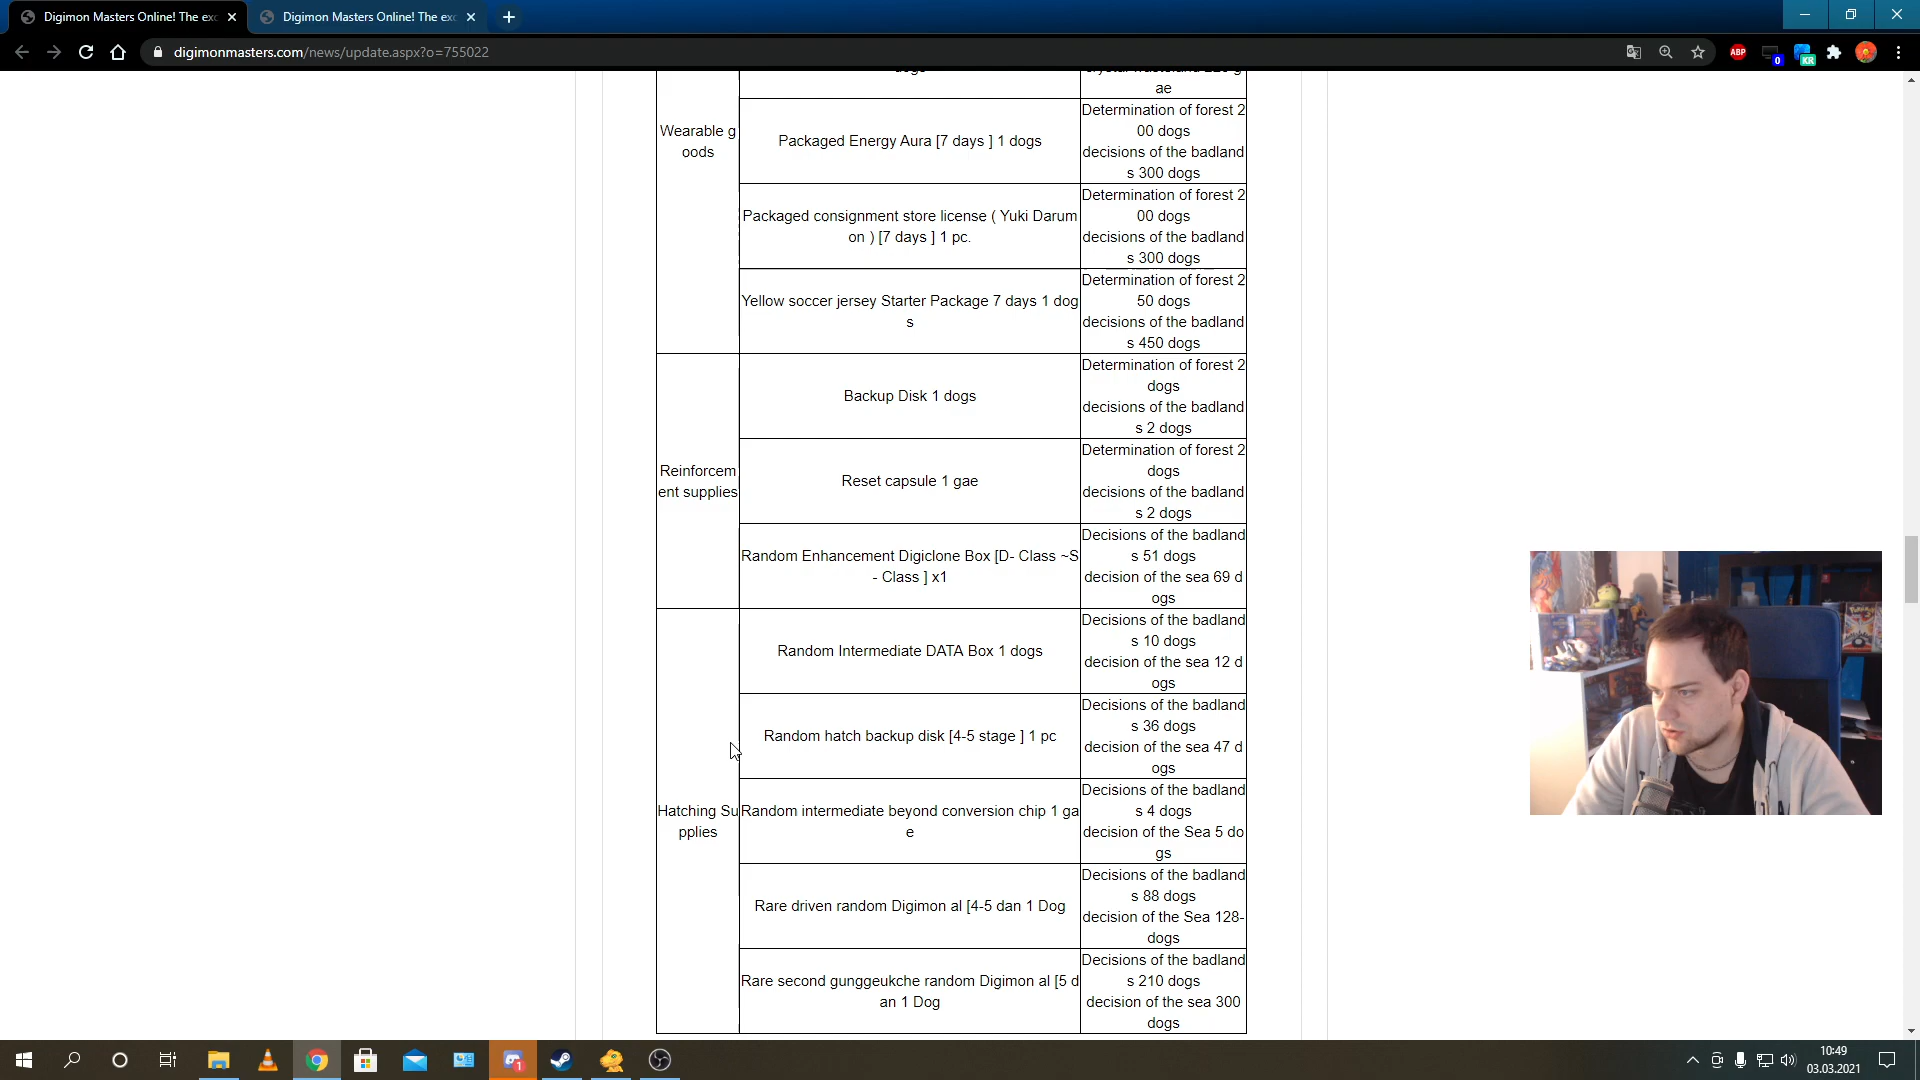 Digimon Masters Online! The exc
Digimon Masters Online! The exc
digimonmasters.com/news/update.aspx?o=755022
ABP
0
KR
ae
Wearable g
oods
Packaged Energy Aura [7 days ] 1 dogs
Determination of forest 2
00 dogs
decisions of the badland
s 300 dogs
Packaged consignment store license ( Yuki Darum
on ) [7 days ] 1 pc.
Determination of forest 2
00 dogs
decisions of the badland
s 300 dogs
Yellow soccer jersey Starter Package 7 days 1 dog
s
Determination of forest 2
50 dogs
decisions of the badland
s 450 dogs
Reinforcem
ent supplies
Backup Disk 1 dogs
Determination of forest 2
dogs
decisions of the badland
s 2 dogs
Reset capsule 1 gae
Determination of forest 2
dogs
decisions of the badland
s 2 dogs
Random Enhancement Digiclone Box [D- Class ~S
- Class ] x1
Decisions of the badland
s 51 dogs
decision of the sea 69 d
ogs
Hatching Su
pplies
Random Intermediate DATA Box 1 dogs
Decisions of the badland
s 10 dogs
decision of the sea 12 d
ogs
Random hatch backup disk [4-5 stage ] 1 pc
Decisions of the badland
s 36 dogs
decision of the sea 47 d
ogs
Random intermediate beyond conversion chip 1 ga
e
Decisions of the badland
s 4 dogs
decision of the Sea 5 do
gs
Rare driven random Digimon al [4-5 dan 1 Dog
Decisions of the badland
s 88 dogs
decision of the Sea 128-
dogs
Rare second gunggeukche random Digimon al [5 d
an 1 Dog
Decisions of the badland
s 210 dogs
decision of the sea 300
dogs
1
10:49
03.03.2021